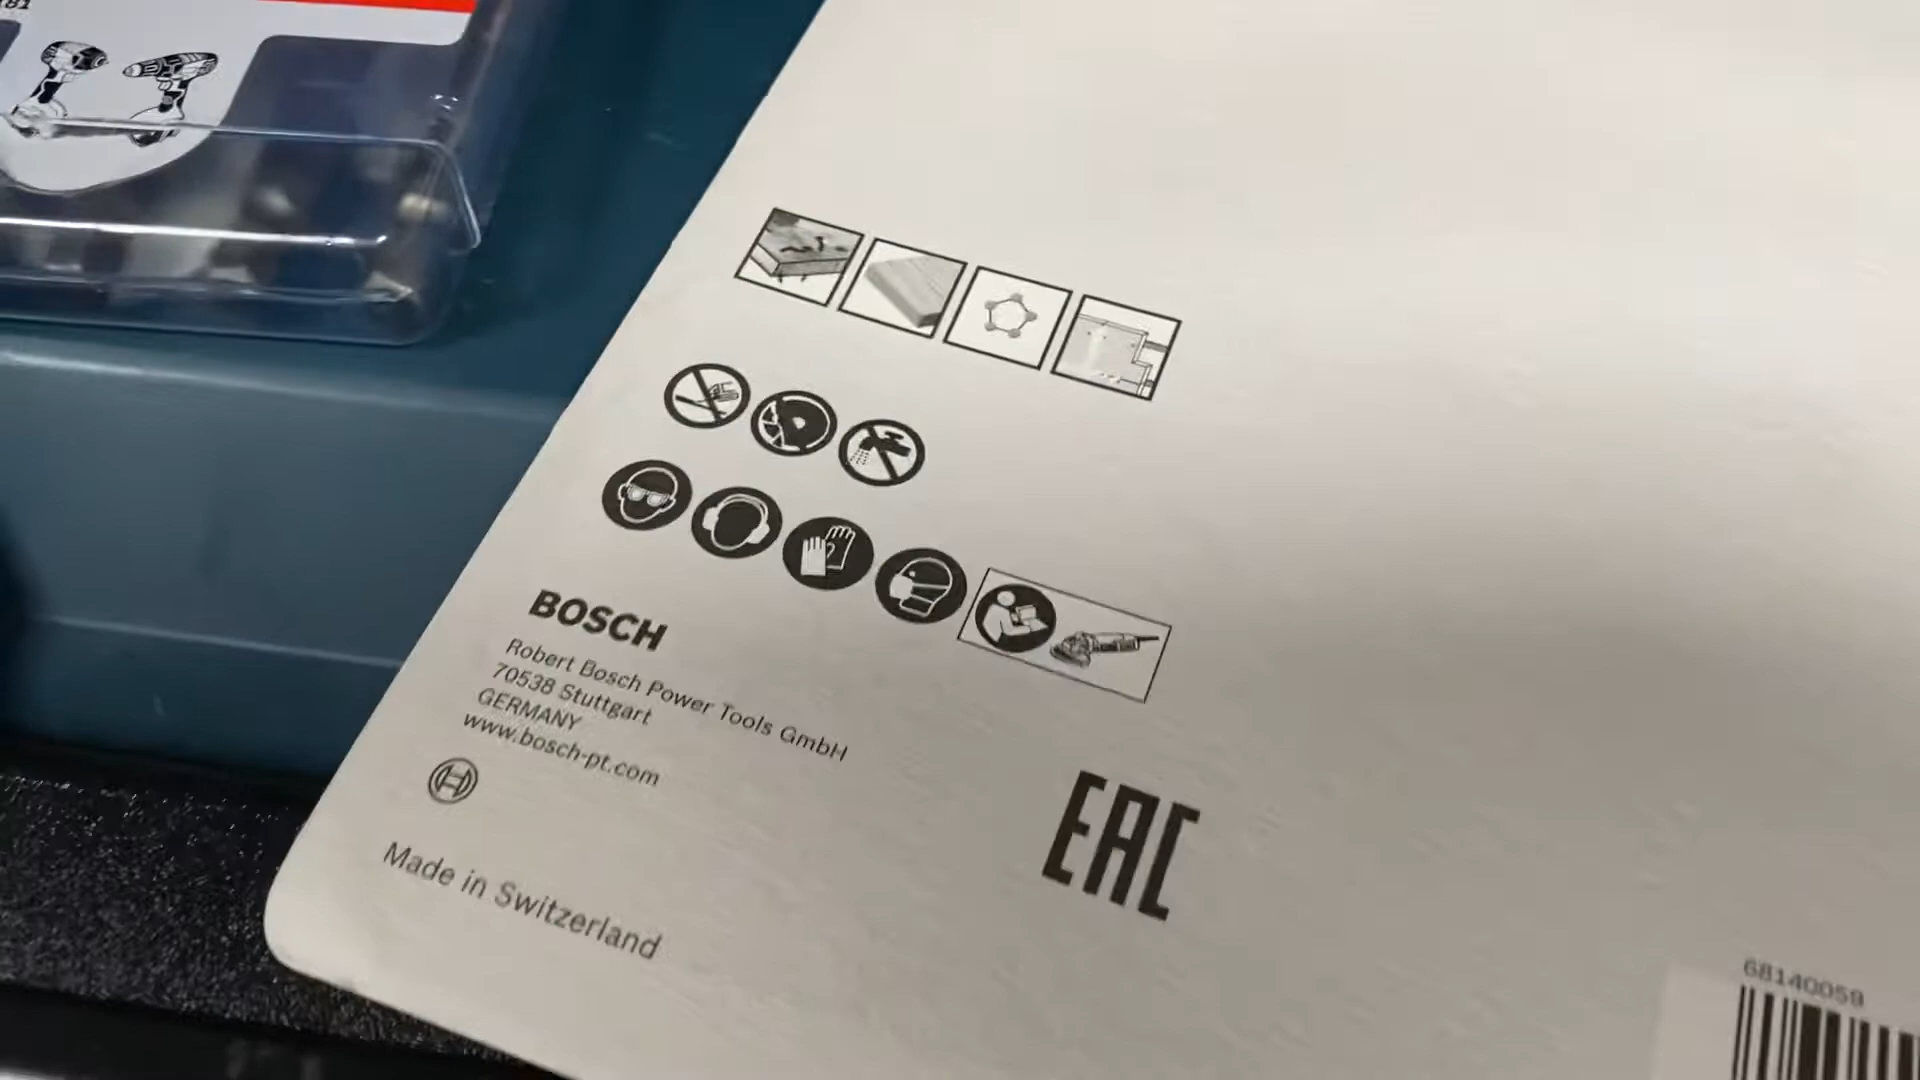 BOSCH
Robert Bosch Power Tools GmbH
70538 Stuttgart
GERMANY
www.bosch-pt.com
Made in Switzerland
EAC
68140059